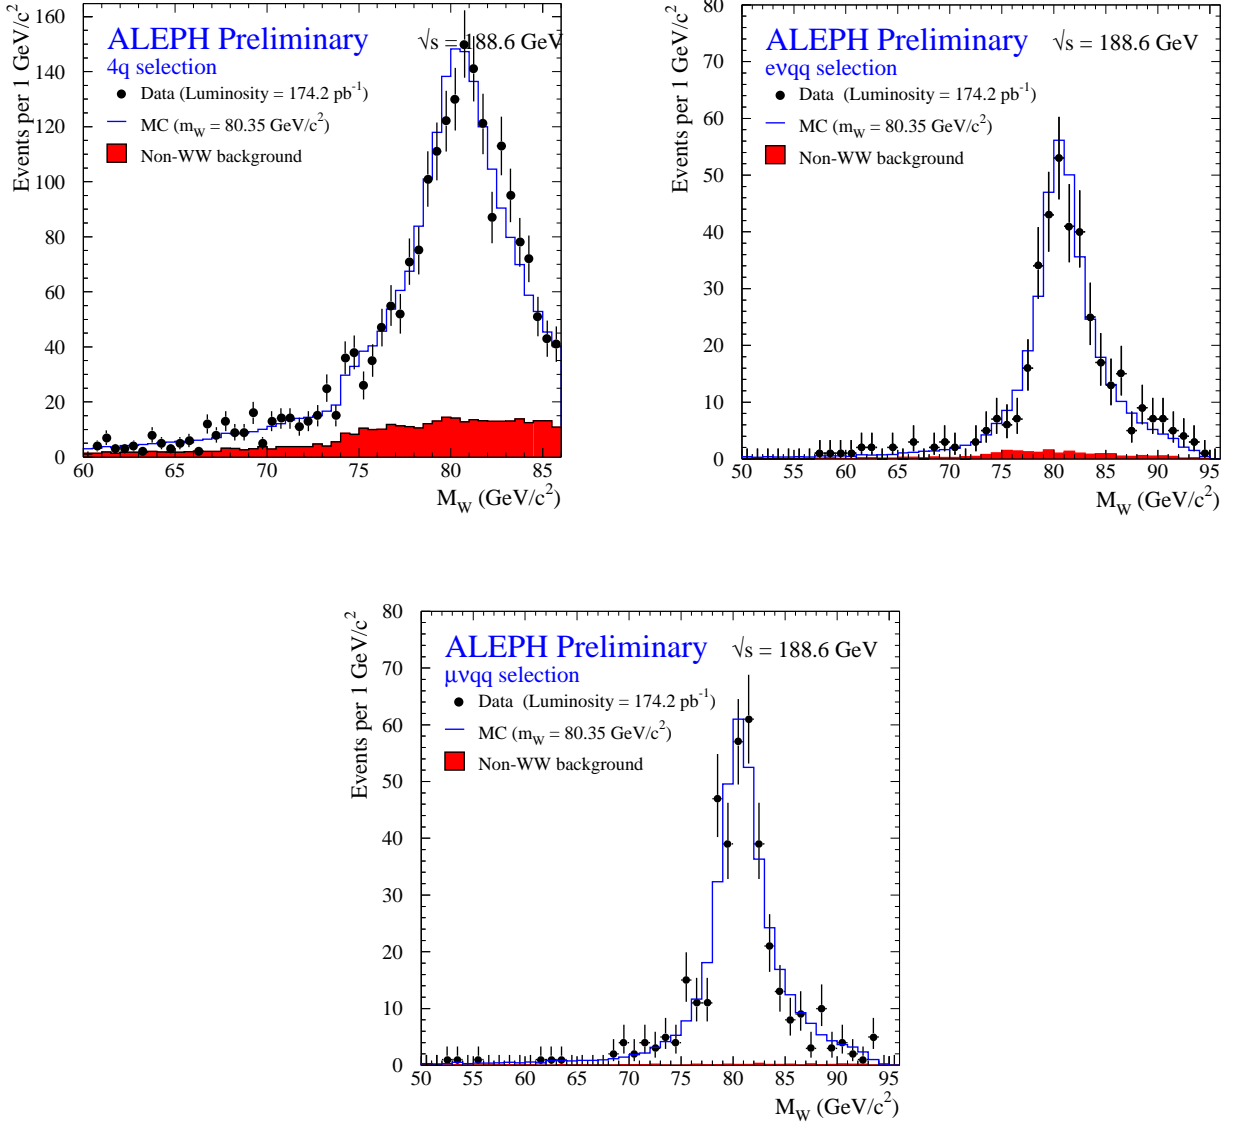 ALEPH Preliminary
√s = 188.6 GeV
4q selection
Data (Luminosity = 174.2 pb⁻¹)
MC (m_W = 80.35 GeV/c²)
Non-WW background
Events per 1 GeV/c²
0
20
40
60
80
100
120
140
160
60 65 70 75 80 85
M_W (GeV/c²)
ALEPH Preliminary
√s = 188.6 GeV
eνqq selection
Data (Luminosity = 174.2 pb⁻¹)
MC (m_W = 80.35 GeV/c²)
Non-WW background
Events per 1 GeV/c²
0
10
20
30
40
50
60
70
80
50 55 60 65 70 75 80 85 90 95
M_W (GeV/c²)
ALEPH Preliminary
√s = 188.6 GeV
μνqq selection
Data (Luminosity = 174.2 pb⁻¹)
MC (m_W = 80.35 GeV/c²)
Non-WW background
Events per 1 GeV/c²
0
10
20
30
40
50
60
70
80
50 55 60 65 70 75 80 85 90 95
M_W (GeV/c²)